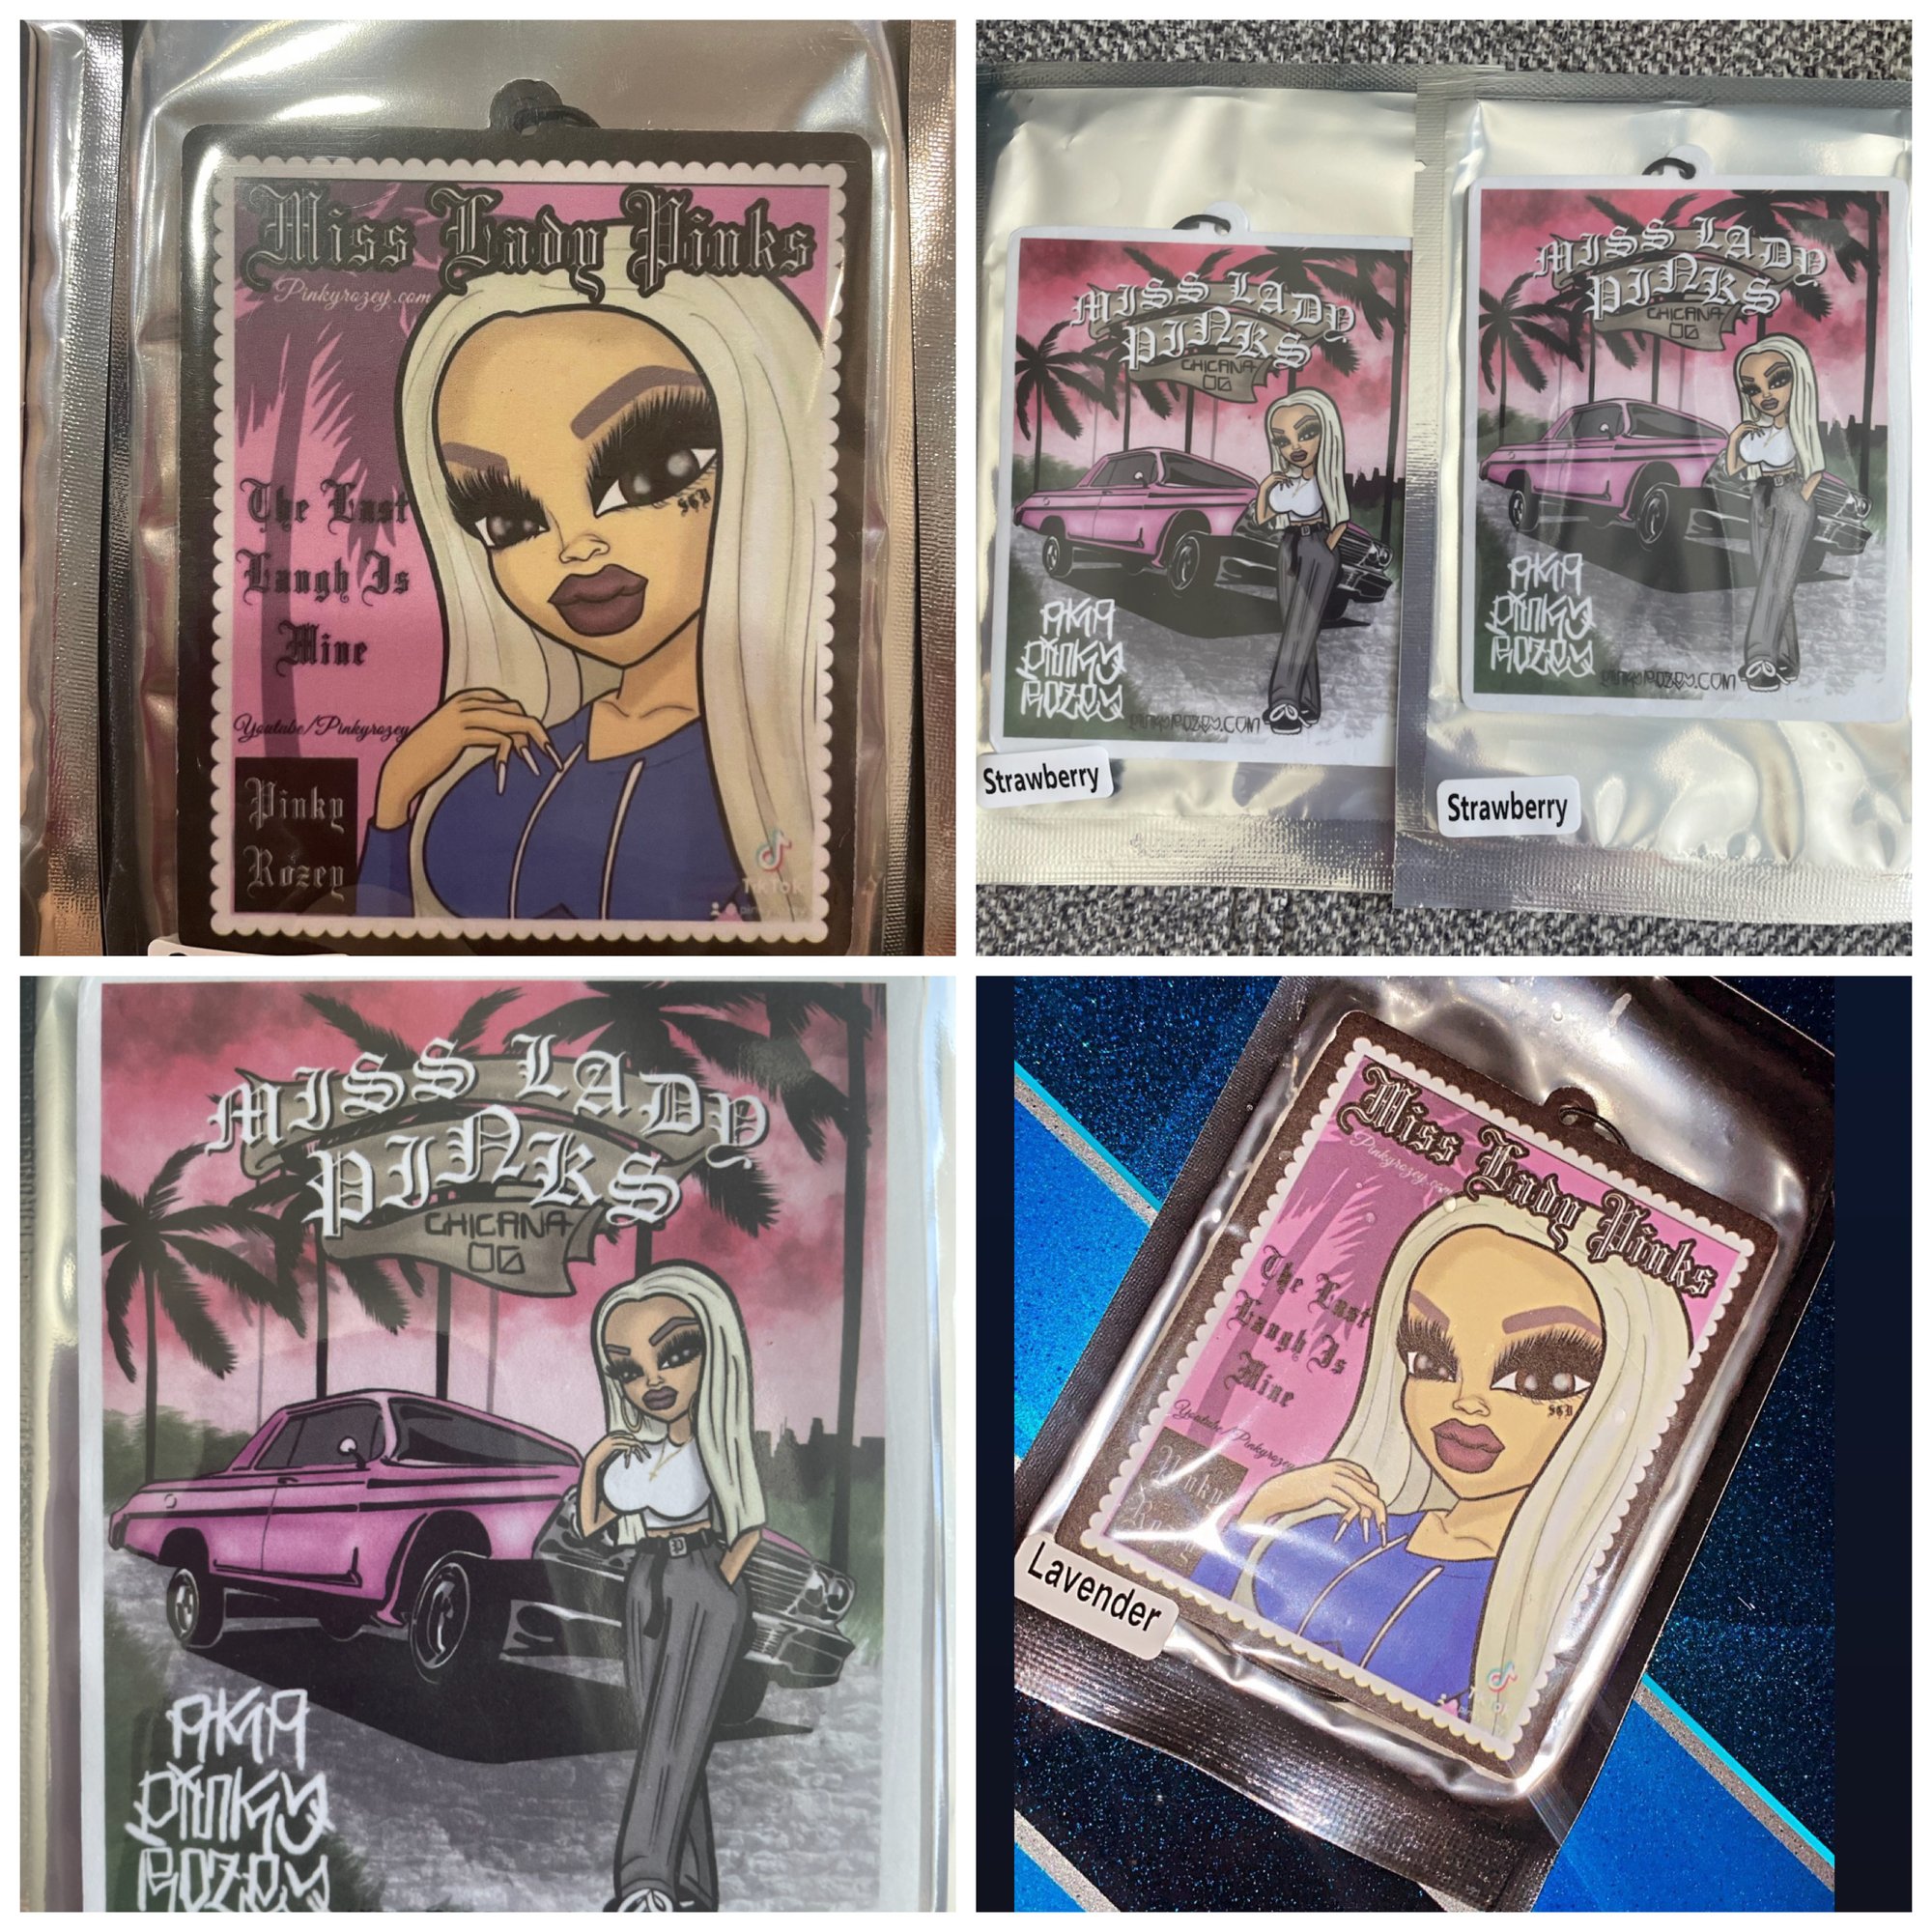 Miss Lady Pinks
Pinkyrozey.com
The Last
Laugh Is
Mine
Youtube/Pinkyrozey
Pinky
Rozey
TikTok
MISS LADY
PINKS
CHICANA
OG
AKA
PINKY
ROZEY
PINKYROZEY.COM
Strawberry
MISS LADY
PINKS
CHICANA
OG
AKA
PINKY
ROZEY
PINKYROZEY.COM
Strawberry
MISS LADY
PINKS
CHICANA
OG
P
AKA
PINKY
ROZEY
Miss Lady Pinks
Pinkyrozey.com
The Last
Laugh Is
Mine
Youtube/Pinkyrozey
Pinky
Lavender